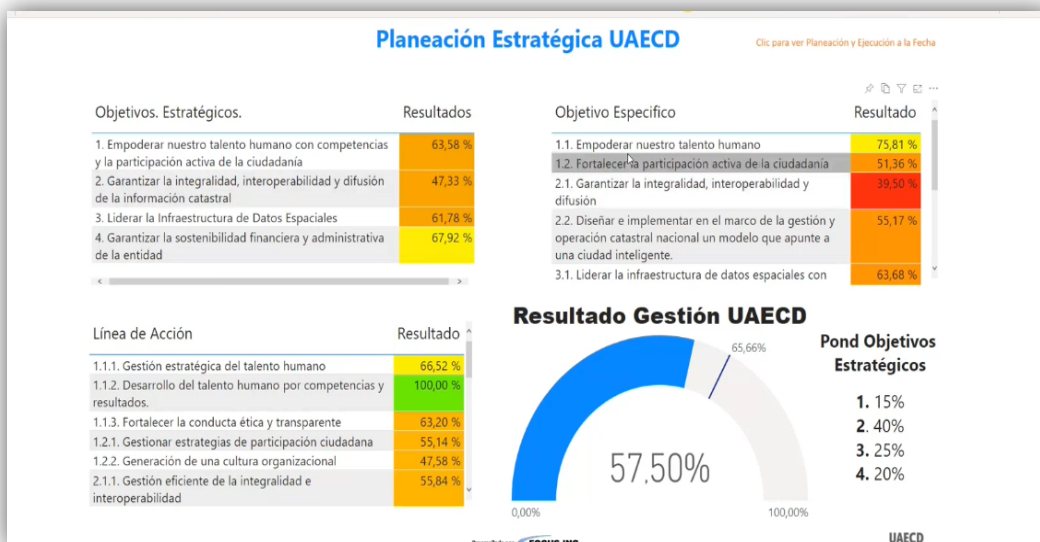 Planeación Estratégica UAECD
Clic para ver Planeación y Ejecución a la Fecha
Objetivos. Estratégicos. Resultados
1. Empoderar nuestro talento humano con competencias 63,58 %
y la participación activa de la ciudadanía
2. Garantizar la integralidad, interoperabilidad y difusión 47,33 %
de la información catastral
3. Liderar la Infraestructura de Datos Espaciales 61,78 %
4. Garantizar la sostenibilidad financiera y administrativa 67,92 %
de la entidad
Objetivo Especifico Resultado
1.1. Empoderar nuestro talento humano 75,81 %
1.2. Fortalecer la participación activa de la ciudadanía 51,36 %
2.1. Garantizar la integralidad, interoperabilidad y 39,50 %
difusión
2.2. Diseñar e implementar en el marco de la gestión y 55,17 %
operación catastral nacional un modelo que apunte a
una ciudad inteligente.
3.1. Liderar la infraestructura de datos espaciales con 63,68 %
Línea de Acción Resultado
1.1.1. Gestión estratégica del talento humano 66,52 %
1.1.2. Desarrollo del talento humano por competencias y 100,00 %
resultados.
1.1.3. Fortalecer la conducta ética y transparente 63,20 %
1.2.1. Gestionar estrategias de participación ciudadana 55,14 %
1.2.2. Generación de una cultura organizacional 47,58 %
2.1.1. Gestión eficiente de la integralidad e 55,84 %
interoperabilidad
Resultado Gestión UAECD
65,66%
57,50%
0,00% 100,00%
Pond Objetivos
Estratégicos
1. 15%
2. 40%
3. 25%
4. 20%
UAECD